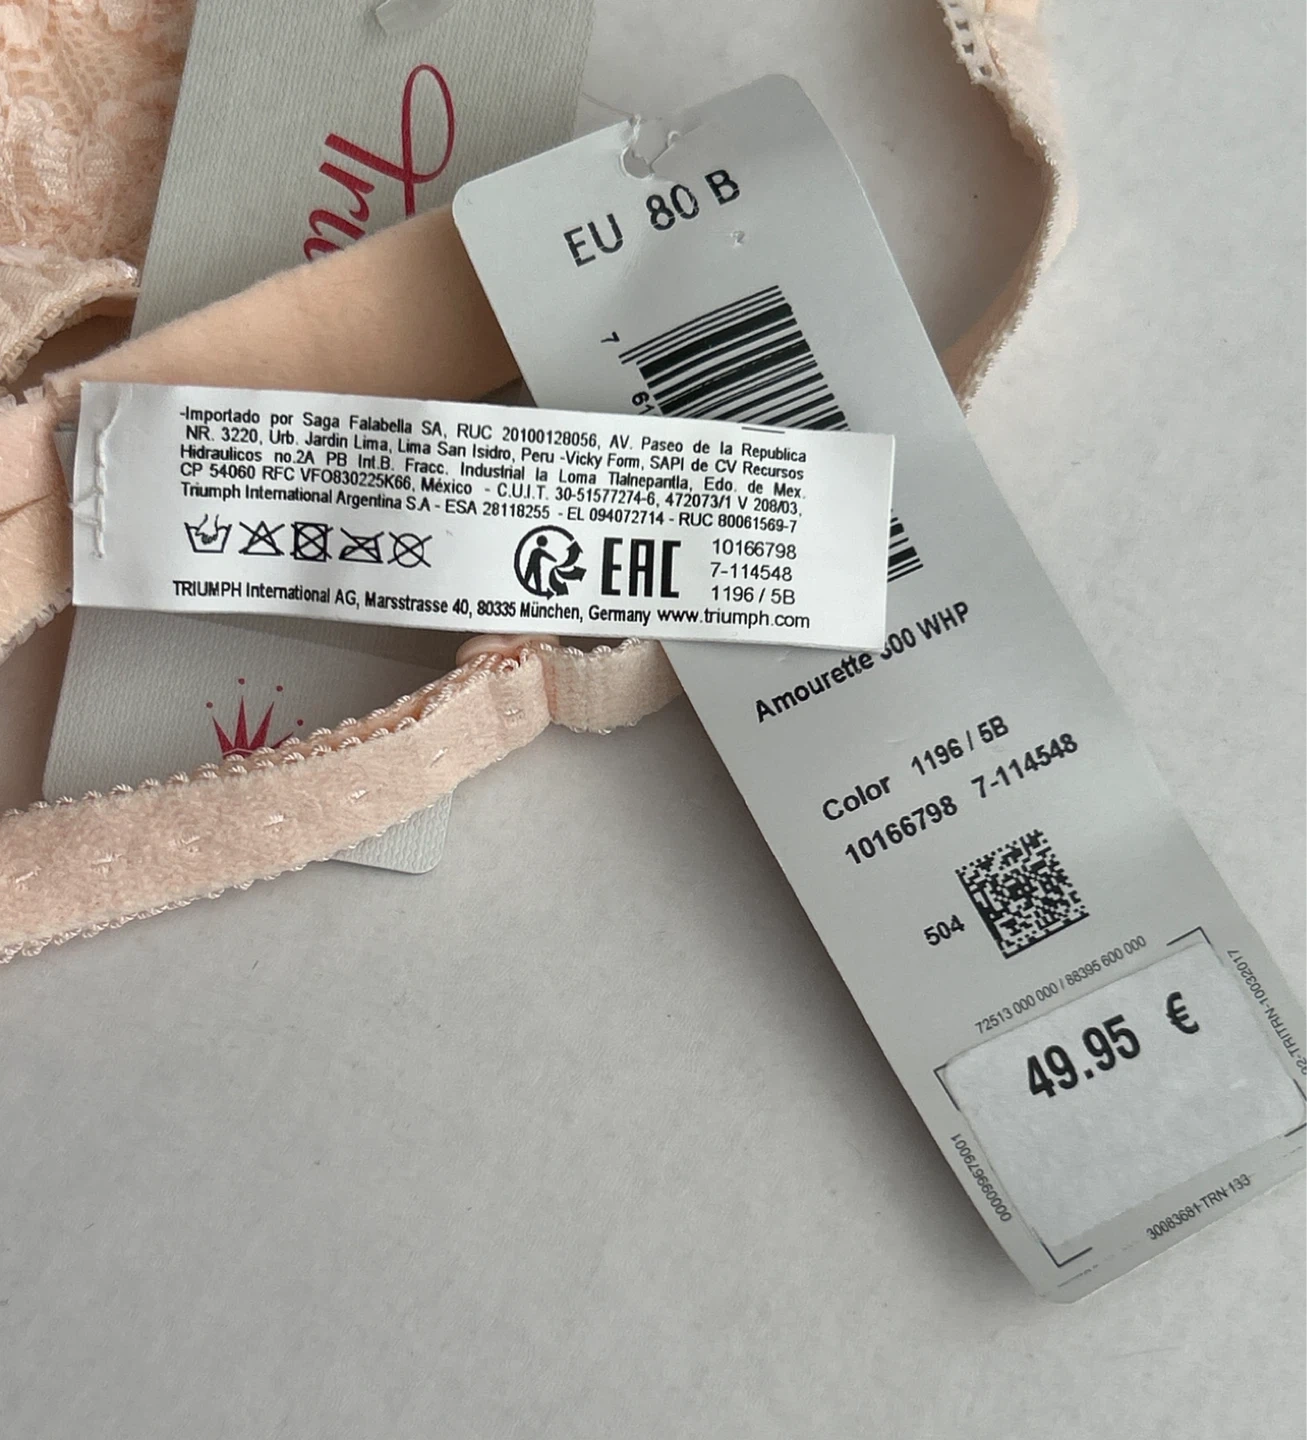 EU 80 B
7
61
-Importado por Saga Falabella SA, RUC 20100128056, AV. Paseo de la Republica
NR. 3220, Urb. Jardin Lima, Lima San Isidro, Peru -Vicky Form, SAPI de CV Recursos
Hidraulicos no.2A PB Int.B. Fracc. Industrial la Loma Tlalnepantla, Edo. de Mex.
CP 54060 RFC VFO830225K66, México - C.U.I.T. 30-51577274-6, 472073/1 V 208/03,
Triumph International Argentina S.A - ESA 28118255 - EL 094072714 - RUC 80061569-7
EAC
10166798
7-114548
1196 / 5B
TRIUMPH International AG, Marsstrasse 40, 80335 München, Germany www.triumph.com
Amourette 300 WHP
Color 1196 / 5B
10166798 7-114548
504
72513 000 000 / 88395 600 000
49.95 €
000099679001
30083681-TRN-133